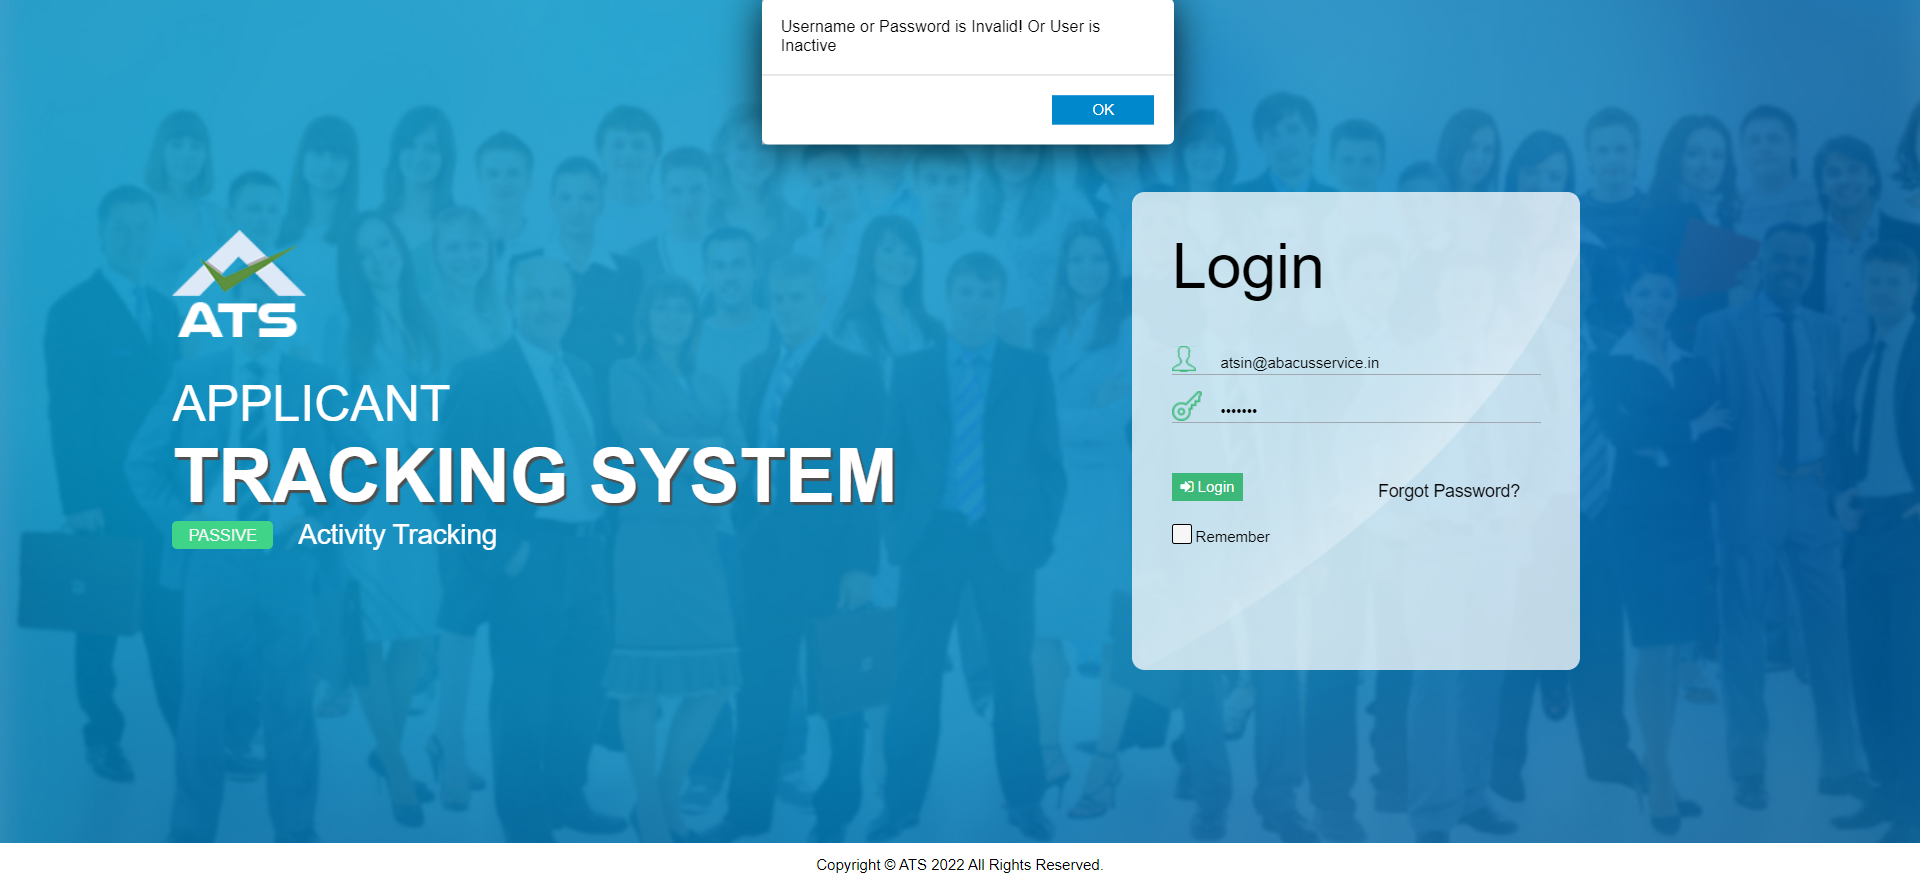 Username or Password is Invalid! Or User is
Inactive
OK
ATS
APPLICANT
TRACKING SYSTEM
PASSIVE Activity Tracking
Login
atsin@abacusservice.in
•••••••
Login
Forgot Password?
Remember
Copyright © ATS 2022 All Rights Reserved.